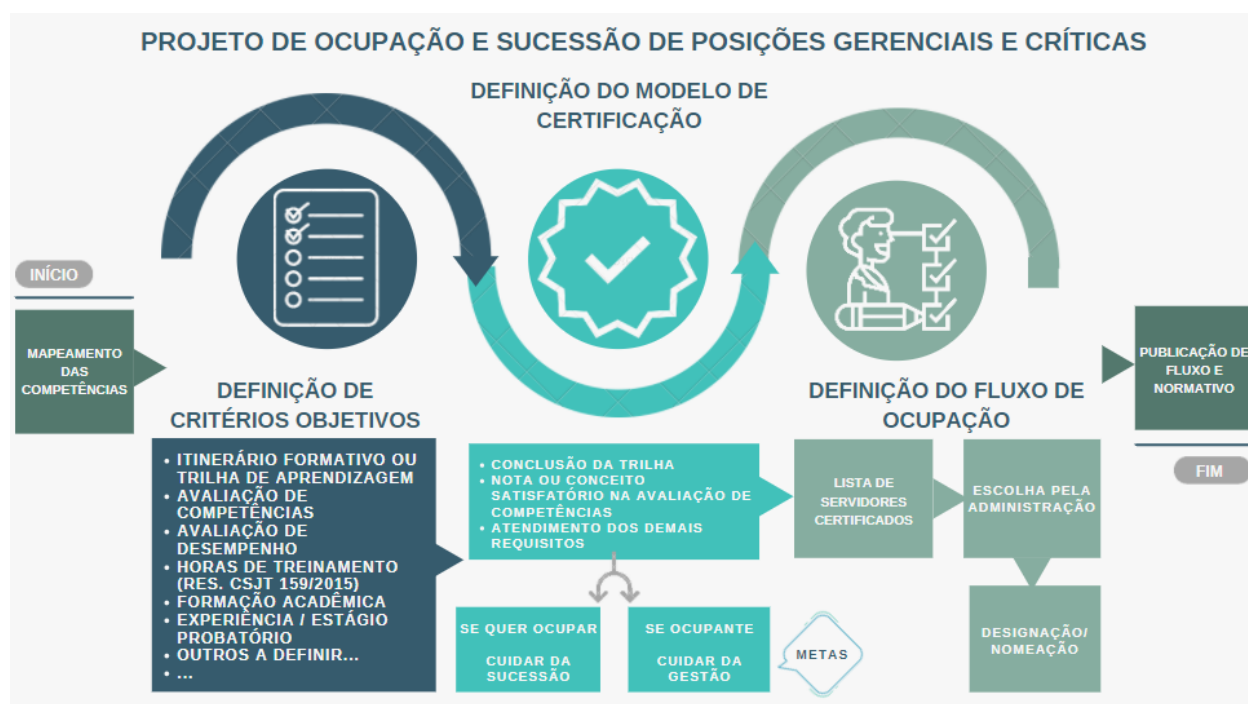 PROJETO DE OCUPAÇÃO E SUCESSÃO DE POSIÇÕES GERENCIAIS E CRÍTICAS
DEFINIÇÃO DO MODELO DE
CERTIFICAÇÃO
INÍCIO
MAPEAMENTO
DAS
COMPETÊNCIAS
DEFINIÇÃO DE
CRITÉRIOS OBJETIVOS
• ITINERÁRIO FORMATIVO OU
TRILHA DE APRENDIZAGEM
• AVALIAÇÃO DE
COMPETÊNCIAS
• AVALIAÇÃO DE
DESEMPENHO
• HORAS DE TREINAMENTO
(RES. CSJT 159/2015)
• FORMAÇÃO ACADÊMICA
• EXPERIÊNCIA / ESTÁGIO
PROBATÓRIO
• OUTROS A DEFINIR...
• ...
• CONCLUSÃO DA TRILHA
• NOTA OU CONCEITO
SATISFATÓRIO NA AVALIAÇÃO DE
COMPETÊNCIAS
• ATENDIMENTO DOS DEMAIS
REQUISITOS
SE QUER OCUPAR
CUIDAR DA
SUCESSÃO
SE OCUPANTE
CUIDAR DA
GESTÃO
METAS
DEFINIÇÃO DO FLUXO DE
OCUPAÇÃO
LISTA DE
SERVIDORES
CERTIFICADOS
ESCOLHA PELA
ADMINISTRAÇÃO
DESIGNAÇÃO/
NOMEAÇÃO
PUBLICAÇÃO DE
FLUXO E
NORMATIVO
FIM